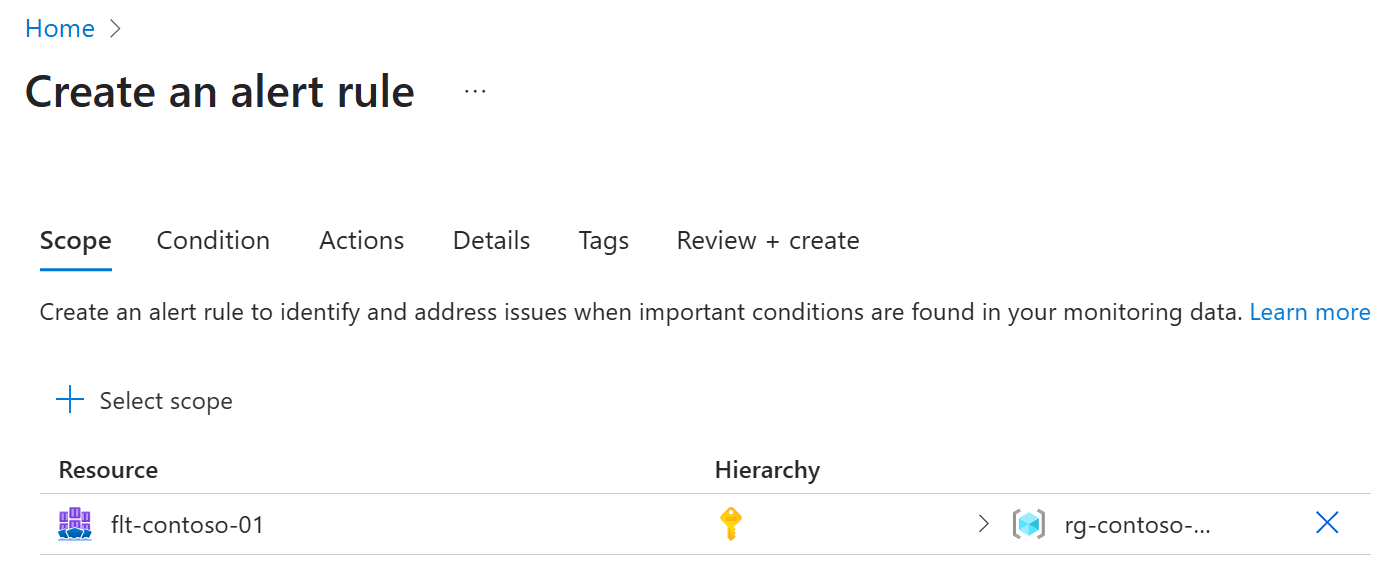 Home
Create an alert rule
Scope Condition Actions Details Tags Review + create
Create an alert rule to identify and address issues when important conditions are found in your monitoring data. Learn more
Select scope
Resource Hierarchy
flt-contoso-01 rg-contoso-...